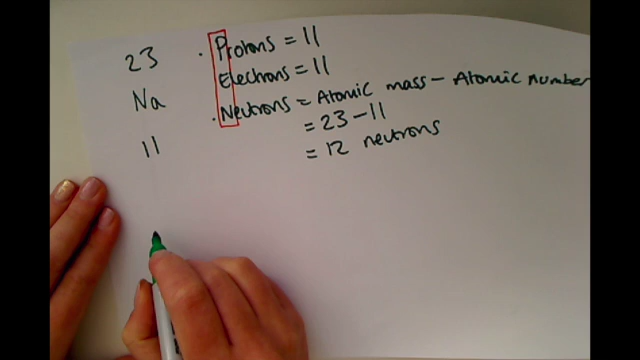 23
Na
11
• Protons = 11
Electrons = 11
• Neutrons = Atomic mass - Atomic number
= 23 - 11
= 12 neutrons